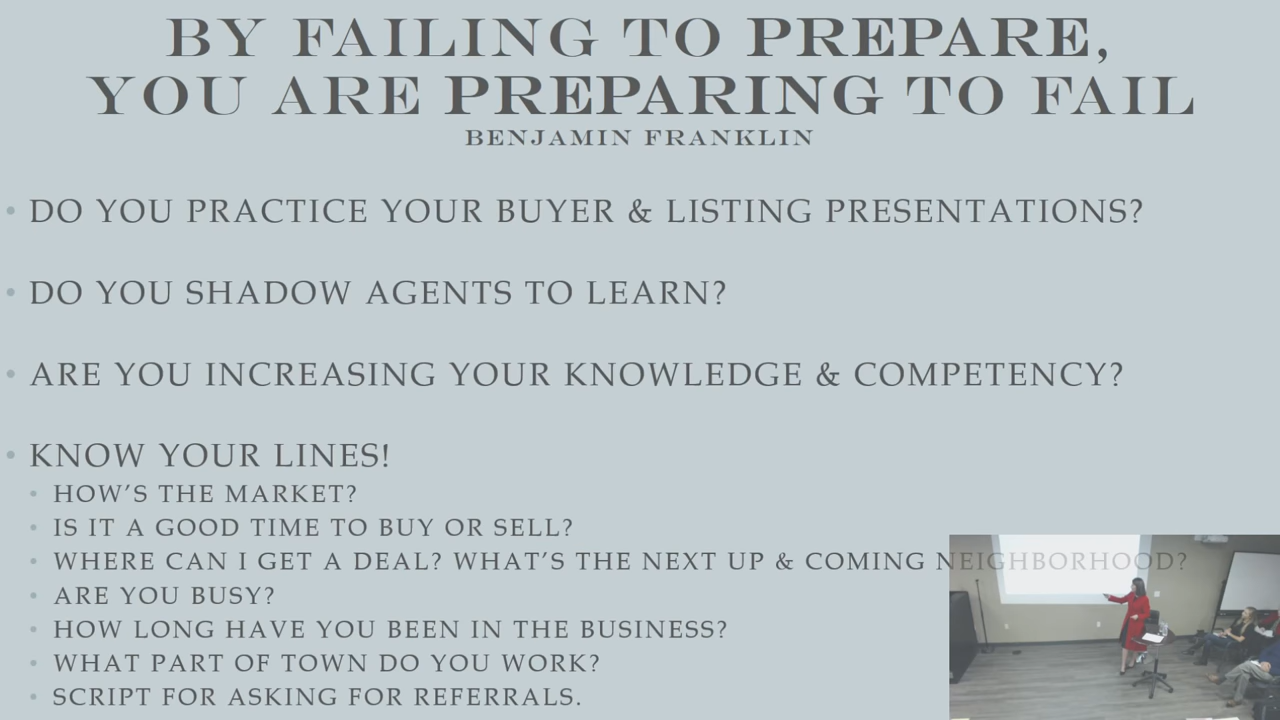 BY FAILING TO PREPARE,
YOU ARE PREPARING TO FAIL
BENJAMIN FRANKLIN
• DO YOU PRACTICE YOUR BUYER & LISTING PRESENTATIONS?
• DO YOU SHADOW AGENTS TO LEARN?
• ARE YOU INCREASING YOUR KNOWLEDGE & COMPETENCY?
• KNOW YOUR LINES!
• HOW'S THE MARKET?
• IS IT A GOOD TIME TO BUY OR SELL?
• WHERE CAN I GET A DEAL? WHAT'S THE NEXT UP & COMING NEIGHBORHOOD?
• ARE YOU BUSY?
• HOW LONG HAVE YOU BEEN IN THE BUSINESS?
• WHAT PART OF TOWN DO YOU WORK?
• SCRIPT FOR ASKING FOR REFERRALS.